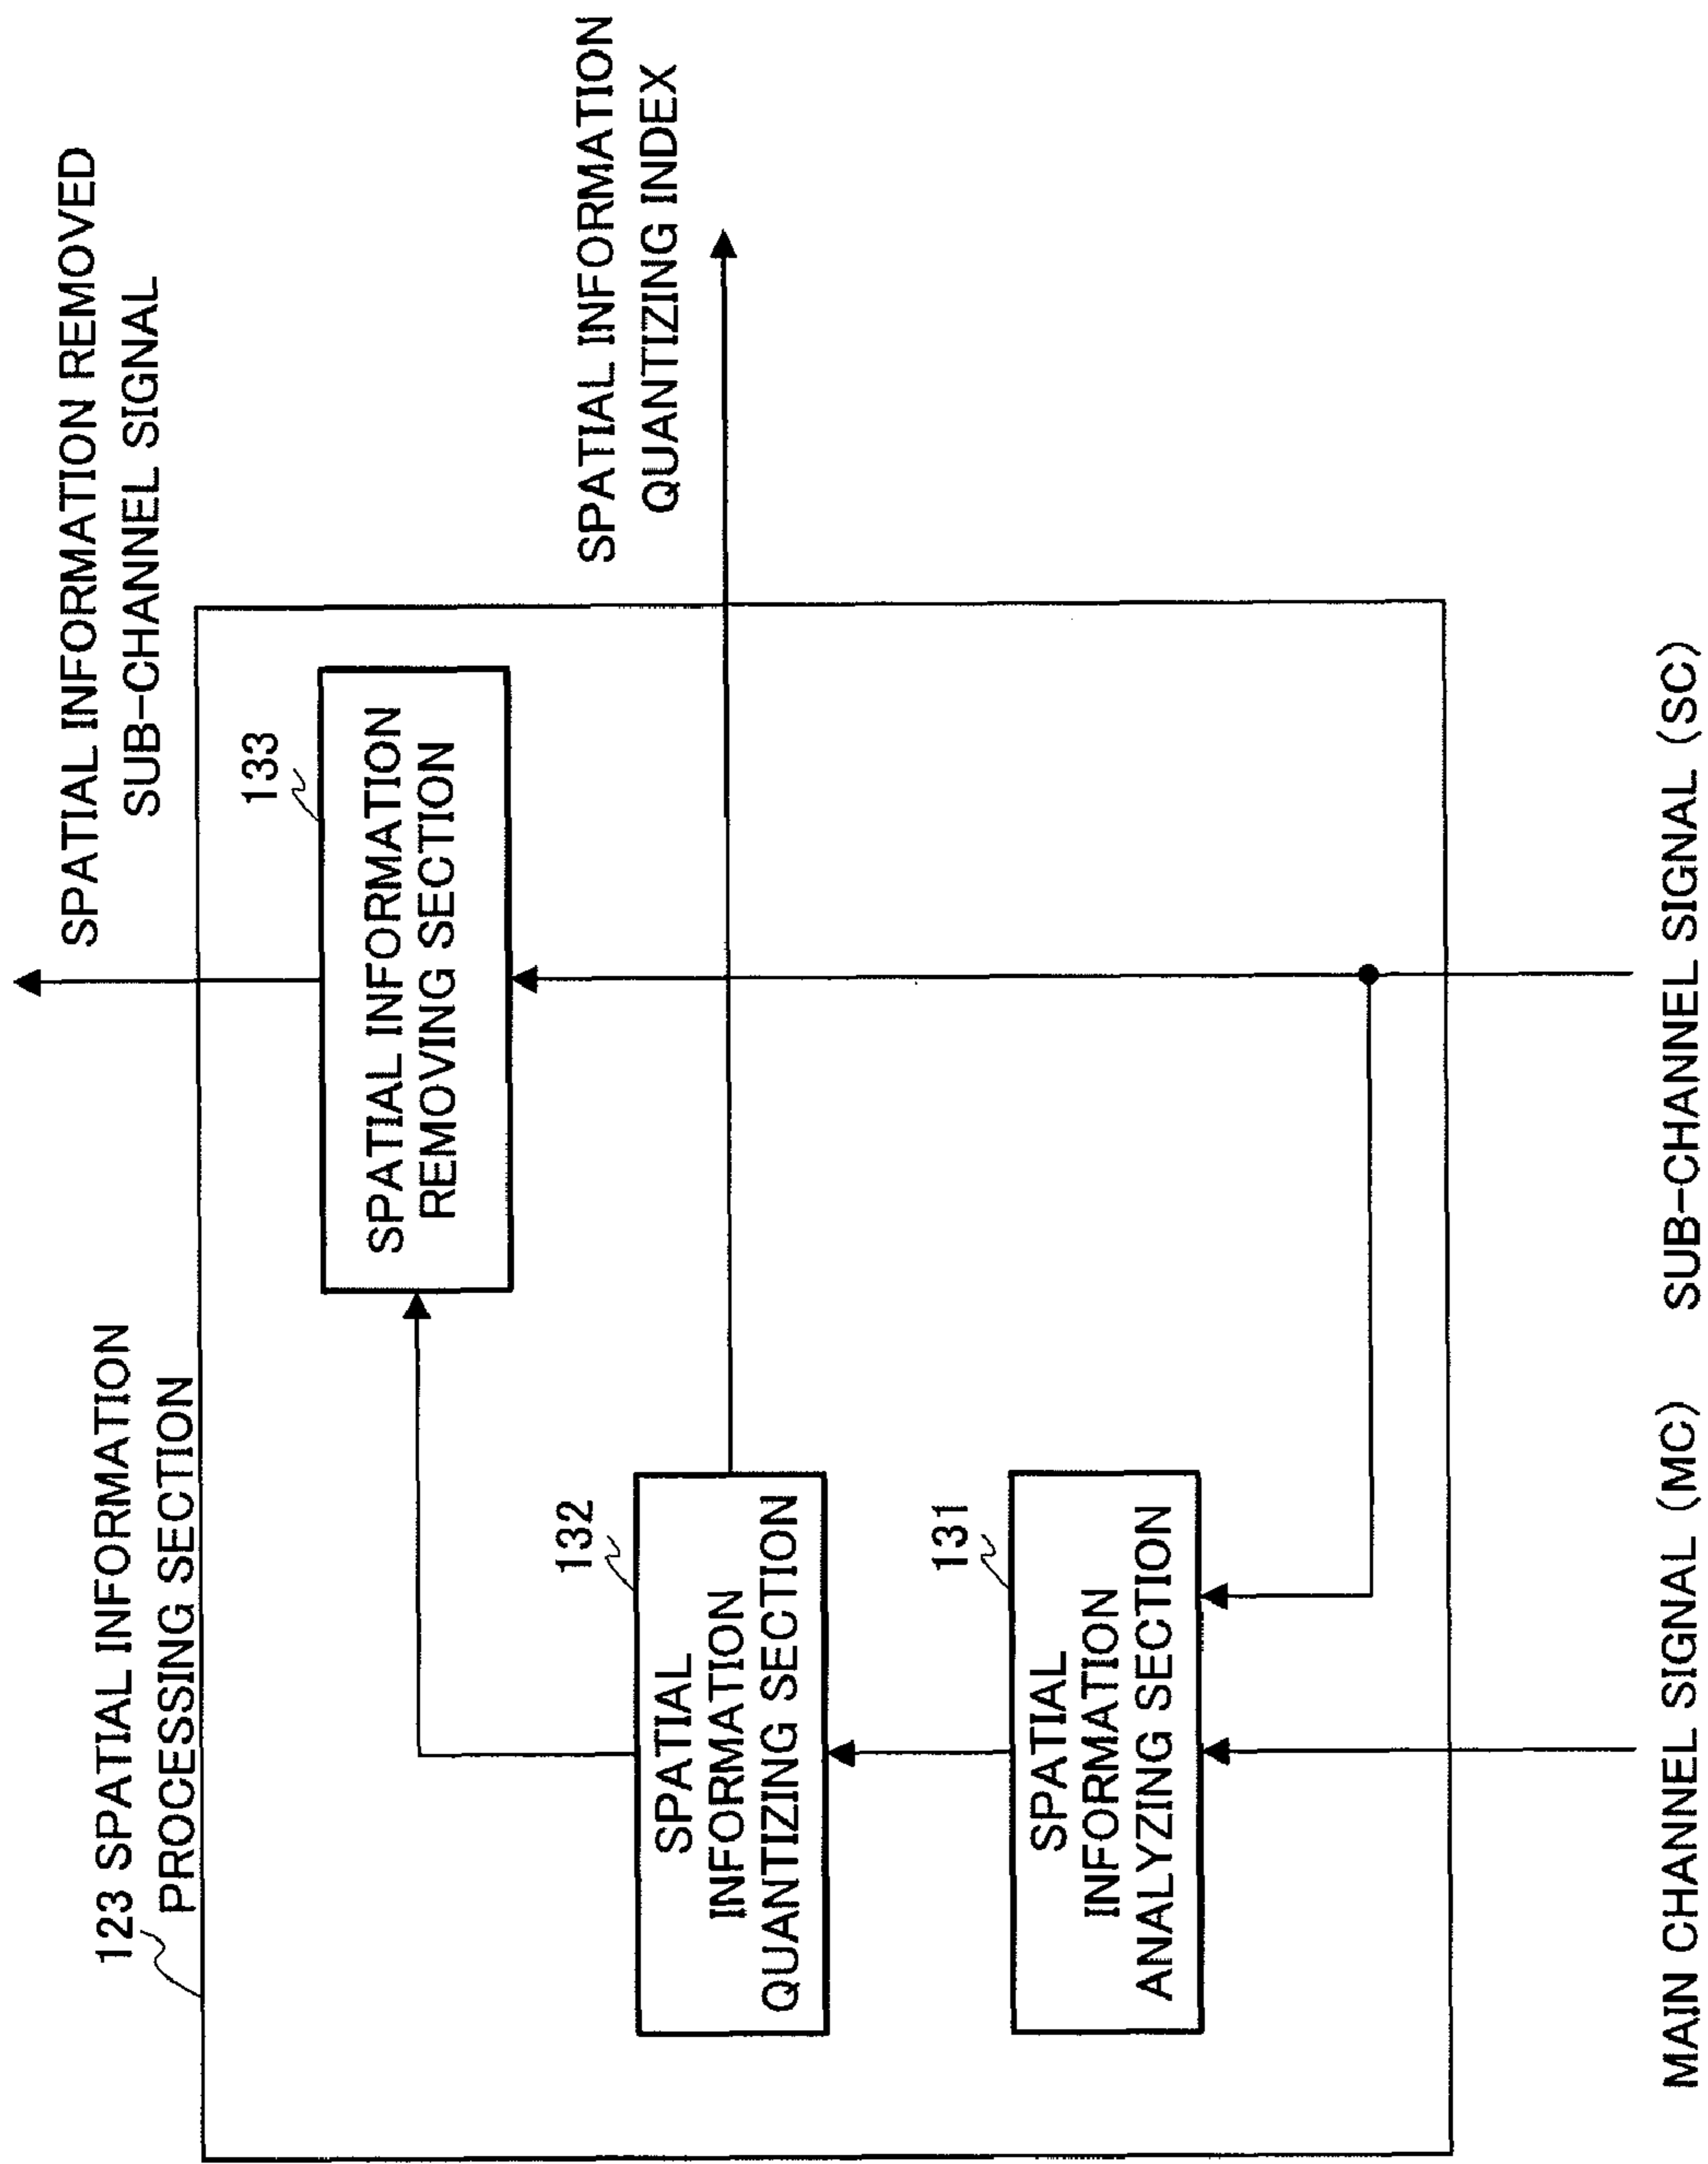 123 SPATIAL INFORMATION
PROCESSING SECTION
SPATIAL INFORMATION REMOVED
SUB-CHANNEL SIGNAL
133
SPATIAL INFORMATION
REMOVING SECTION
SPATIAL INFORMATION
QUANTIZING INDEX
132
SPATIAL
INFORMATION
QUANTIZING SECTION
131
SPATIAL
INFORMATION
ANALYZING SECTION
MAIN CHANNEL SIGNAL (MC)
SUB-CHANNEL SIGNAL (SC)